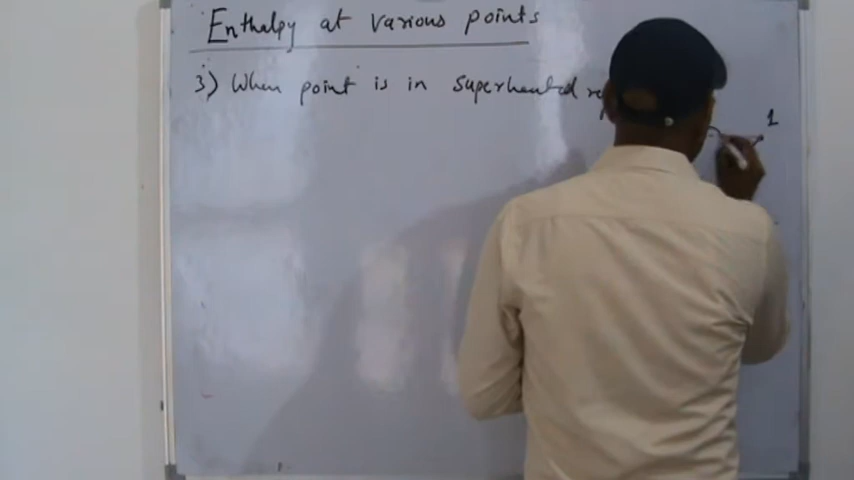 Enthalpy at various points
3) When point is in superheated
1